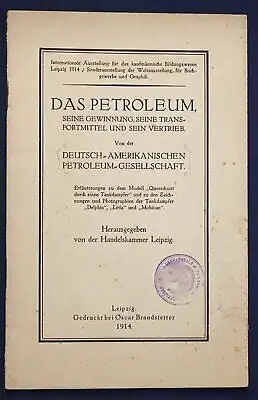 Internationale Ausstellung für das kaufmännische Bildungswesen
Leipzig 1914 / Sonderausstellung der Weltausstellung für Buch-
gewerbe und Graphik.
DAS PETROLEUM,
SEINE GEWINNUNG, SEINE TRANS-
PORTMITTEL UND SEIN VERTRIEB.
Von der
DEUTSCH-AMERIKANISCHEN
PETROLEUM-GESELLSCHAFT.
Erläuterungen zu dem Modell „Querschnitt
durch einen Tankdampfer" und zu den Zeich-
nungen und Photographien der Tankdampfer
„Delphin", „Leda" und „Mohican".
Herausgegeben
von der Handelskammer Leipzig.
Leipzig.
Gedruckt bei Oscar Brandstetter
1914.